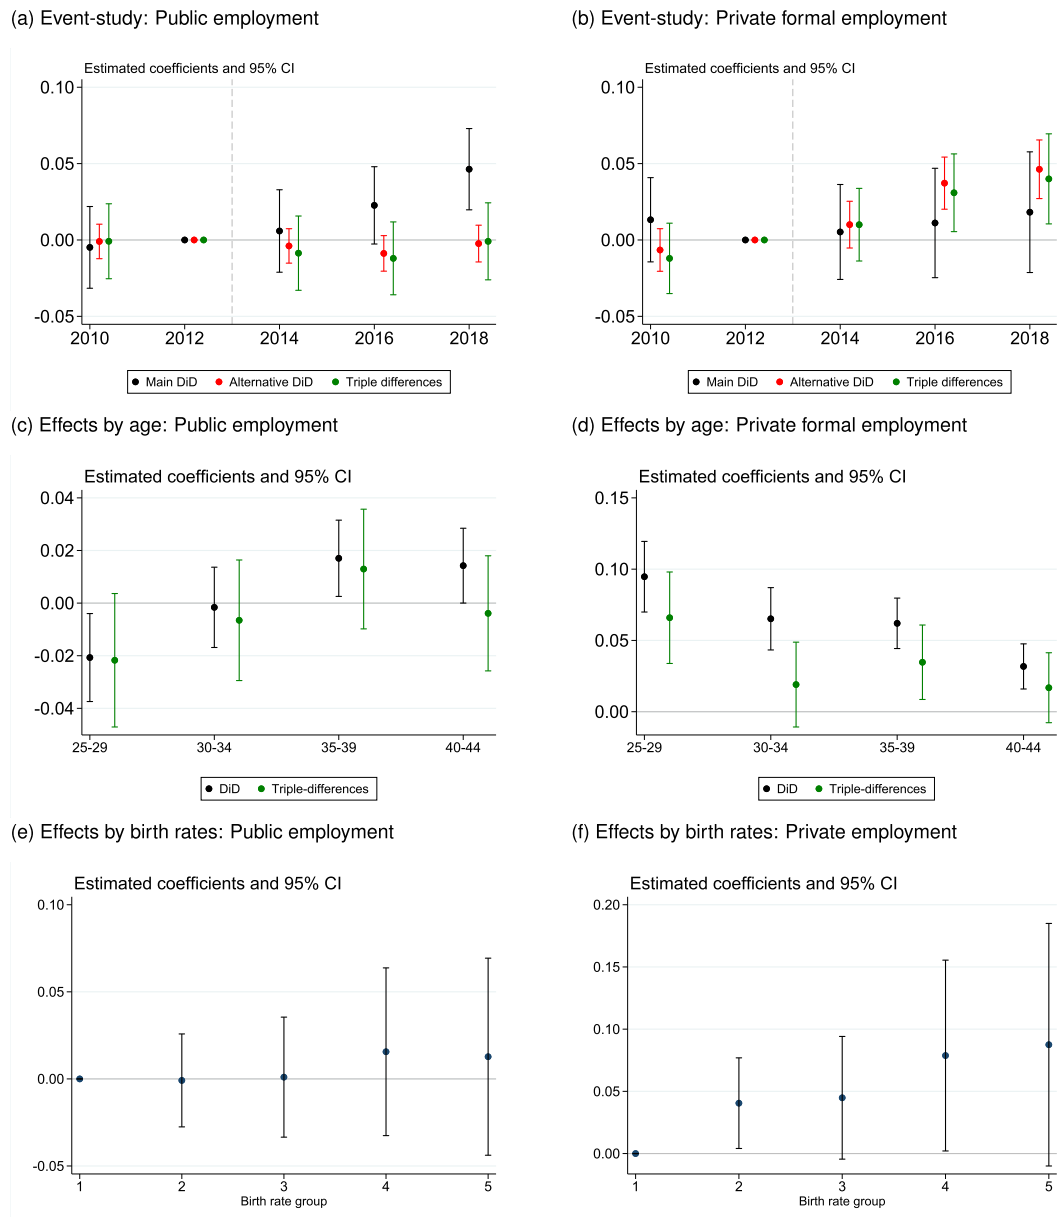 (a) Event-study: Public employment
Estimated coefficients and 95% CI
0.10
0.05
0.00
-0.05
2010 2012 2014 2016 2018
Main DiD Alternative DiD Triple differences
(b) Event-study: Private formal employment
Estimated coefficients and 95% CI
0.10
0.05
0.00
-0.05
2010 2012 2014 2016 2018
Main DiD Alternative DiD Triple differences
(c) Effects by age: Public employment
Estimated coefficients and 95% CI
0.04
0.02
0.00
-0.02
-0.04
25-29 30-34 35-39 40-44
DiD Triple-differences
(d) Effects by age: Private formal employment
Estimated coefficients and 95% CI
0.15
0.10
0.05
0.00
25-29 30-34 35-39 40-44
DiD Triple-differences
(e) Effects by birth rates: Public employment
Estimated coefficients and 95% CI
0.10
0.05
0.00
-0.05
1 2 3 4 5
Birth rate group
(f) Effects by birth rates: Private employment
Estimated coefficients and 95% CI
0.20
0.15
0.10
0.05
0.00
1 2 3 4 5
Birth rate group